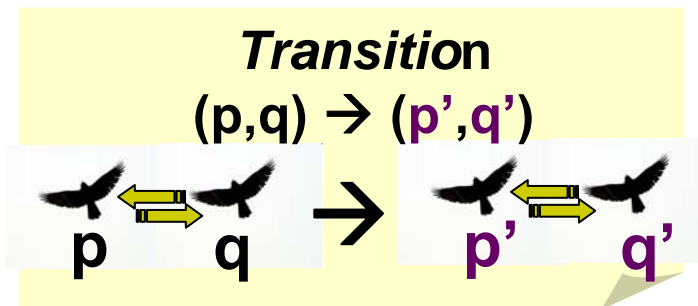 Transition
(p,q) → (p’,q’)
p q → p’ q’